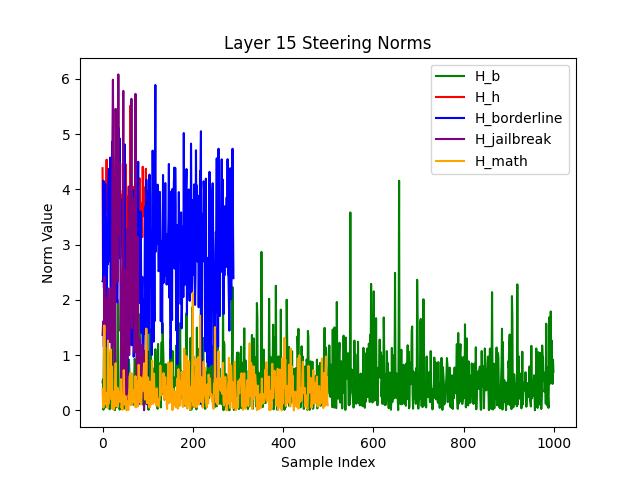 Layer 15 Steering Norms
6
5
4
3
2
1
0
Norm Value
H_b
H_h
H_borderline
H_jailbreak
H_math
0
200
400
600
800
1000
Sample Index